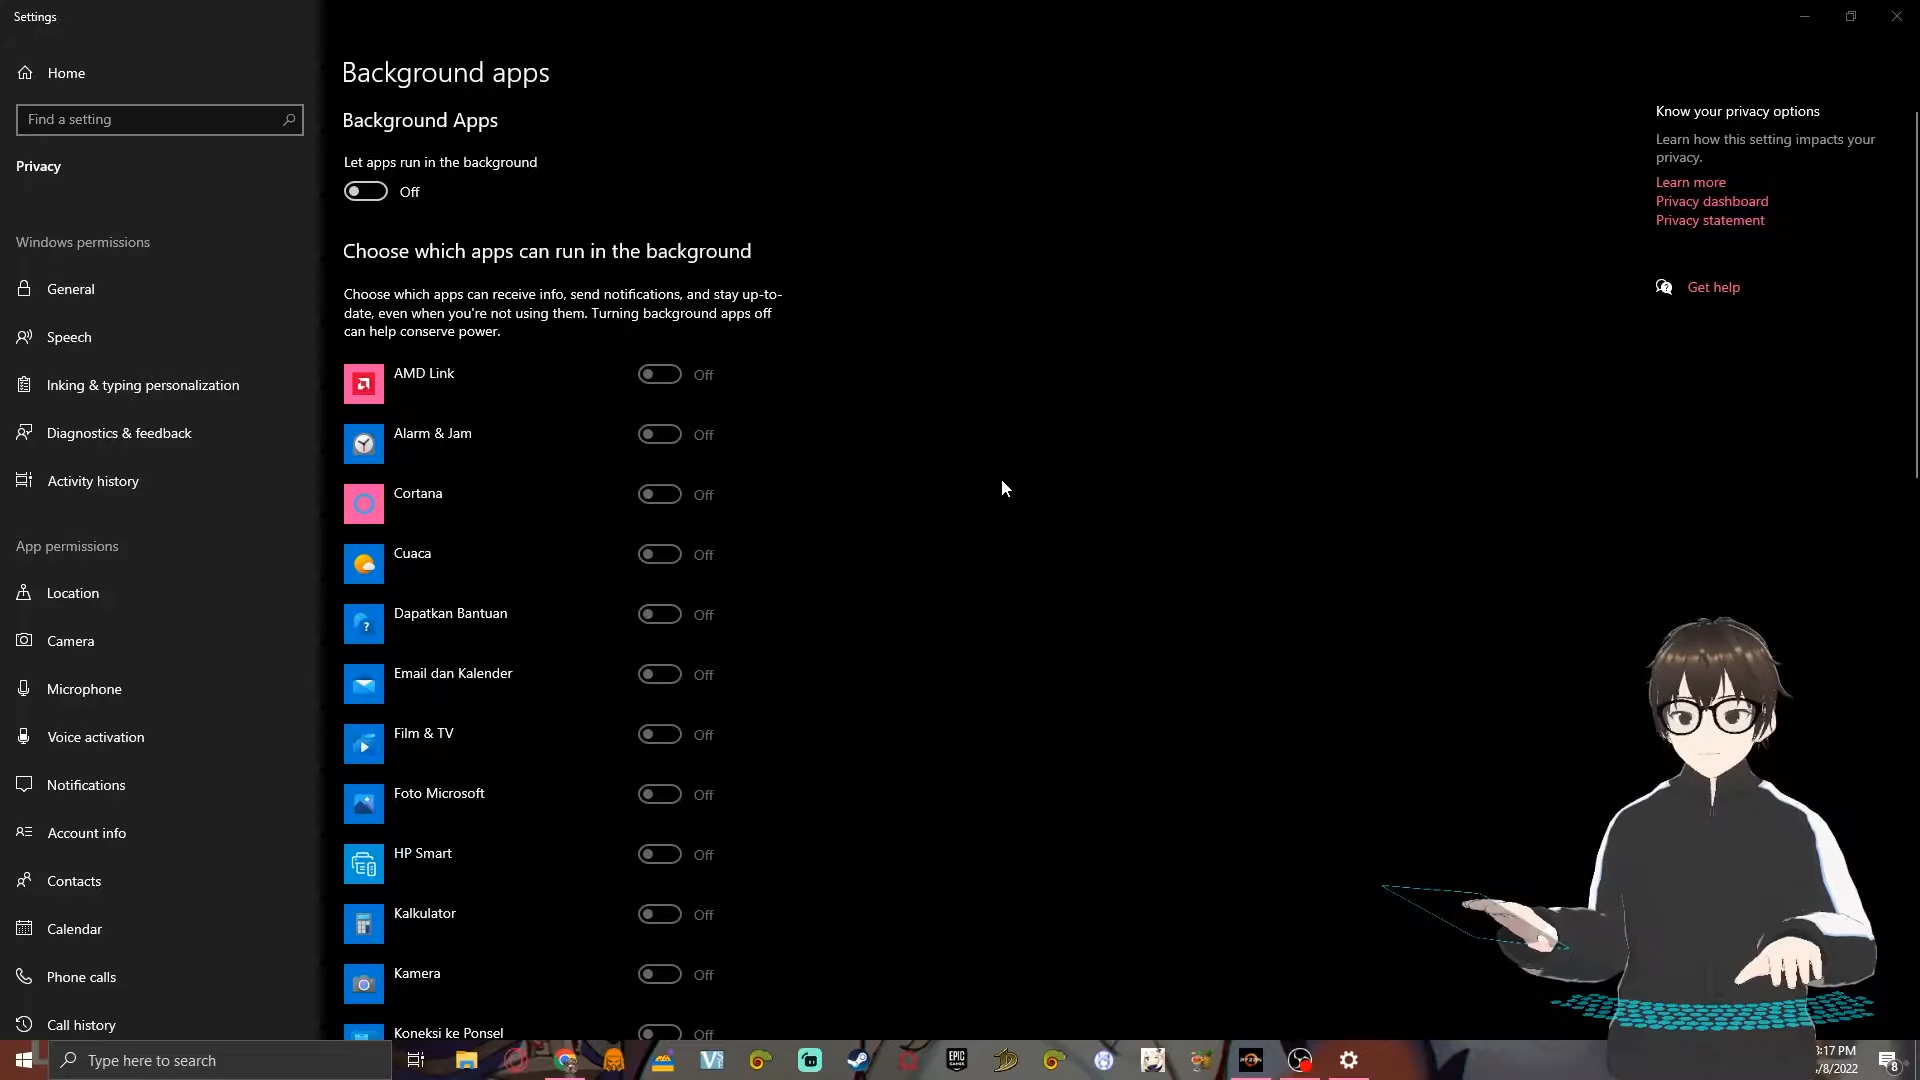 Settings
Home
Find a setting
Privacy
Windows permissions
General
Speech
Inking & typing personalization
Diagnostics & feedback
Activity history
App permissions
Location
Camera
Microphone
Voice activation
Notifications
Account info
Contacts
Calendar
Phone calls
Call history
Background apps
Background Apps
Let apps run in the background
Off
Choose which apps can run in the background
Choose which apps can receive info, send notifications, and stay up-to-
date, even when you're not using them. Turning background apps off
can help conserve power.
AMD Link Off
Alarm & Jam Off
Cortana Off
Cuaca Off
Dapatkan Bantuan Off
Email dan Kalender Off
Film & TV Off
Foto Microsoft Off
HP Smart Off
Kalkulator Off
Kamera Off
Koneksi ke Ponsel Off
Know your privacy options
Learn how this setting impacts your
privacy.
Learn more
Privacy dashboard
Privacy statement
Get help
Type here to search
EPIC
GAMES
RYZEN
:17 PM
/8/2022
8